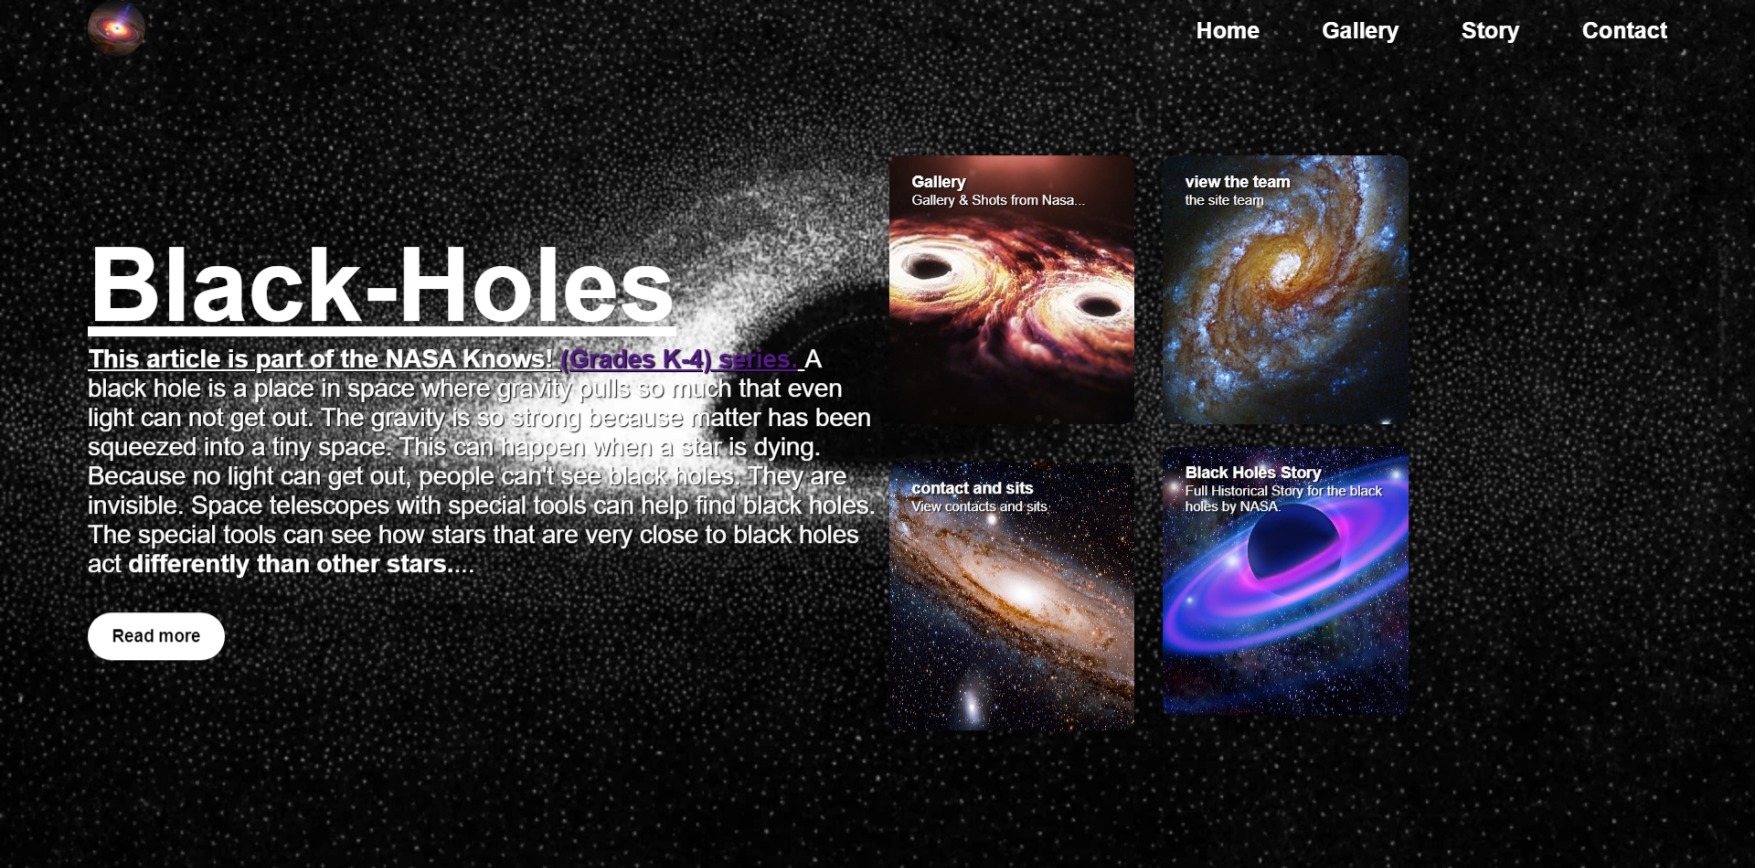 Home Gallery Story Contact
Black-Holes
This article is part of the NASA Knows! (Grades K-4) series. A
black hole is a place in space where gravity pulls so much that even
light can not get out. The gravity is so strong because matter has been
squeezed into a tiny space. This can happen when a star is dying.
Because no light can get out, people can't see black holes. They are
invisible. Space telescopes with special tools can help find black holes.
The special tools can see how stars that are very close to black holes
act differently than other stars....
Read more
Gallery
Gallery & Shots from Nasa...
view the team
the site team
contact and sits
View contacts and sits
Black Holes Story
Full Historical Story for the black
holes by NASA.